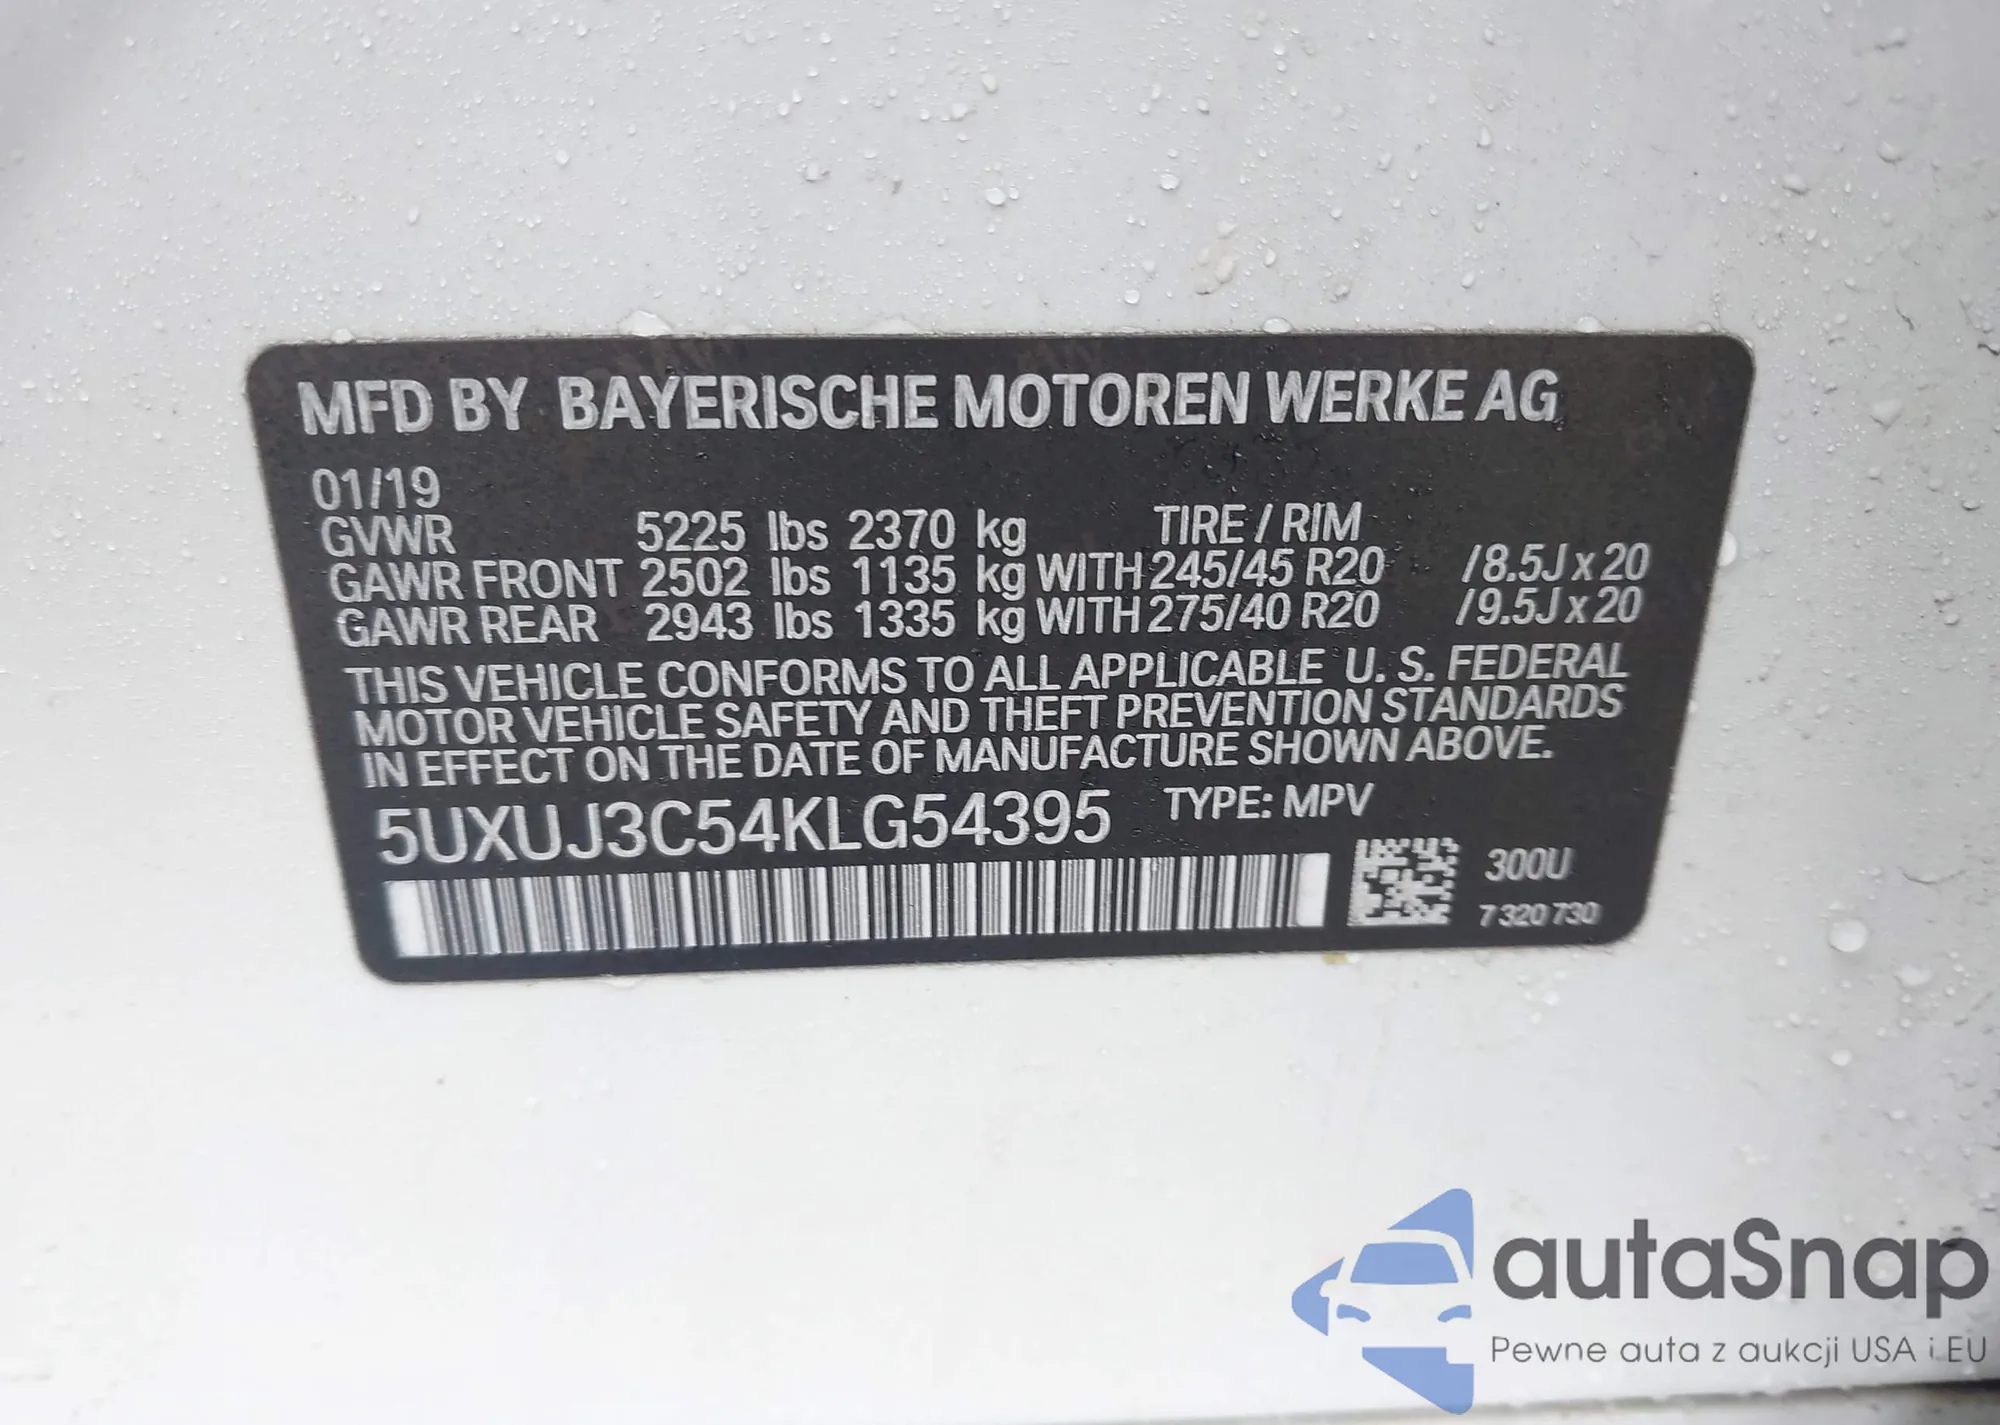 MFD BY BAYERISCHE MOTOREN WERKE AG
01/19
GVWR 5225 lbs 2370 kg TIRE / RIM
GAWR FRONT 2502 lbs 1135 kg WITH 245/45 R20 /8.5J x 20
GAWR REAR 2943 lbs 1335 kg WITH 275/40 R20 /9.5J x 20
THIS VEHICLE CONFORMS TO ALL APPLICABLE U. S. FEDERAL
MOTOR VEHICLE SAFETY AND THEFT PREVENTION STANDARDS
IN EFFECT ON THE DATE OF MANUFACTURE SHOWN ABOVE.
5UXUJ3C54KLG54395 TYPE: MPV
300U
7 320 730
autaSnap
Pewne auta z aukcji USA i EU